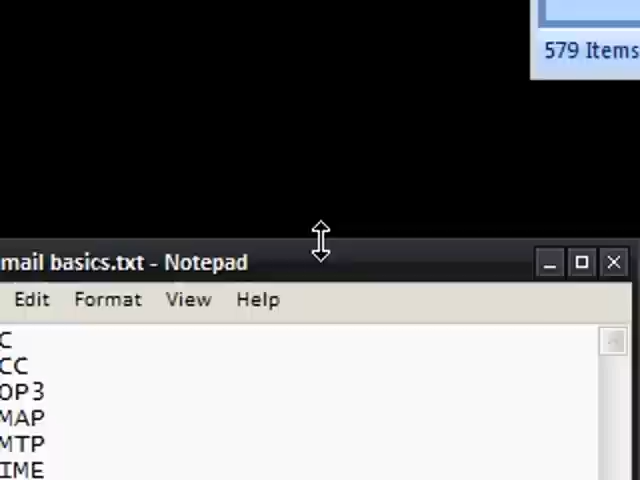 579 Items
mail basics.txt - Notepad
Edit Format View Help
C
CC
OP3
MAP
MTP
IME